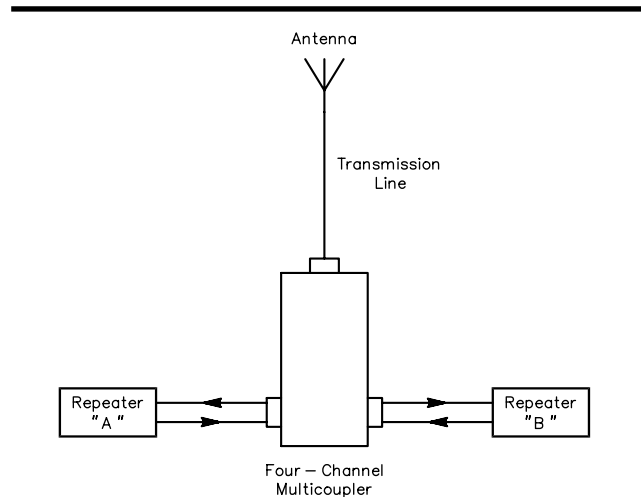 Antenna
Transmission
Line
Repeater
"A"
Repeater
"B"
Four – Channel
Multicoupler